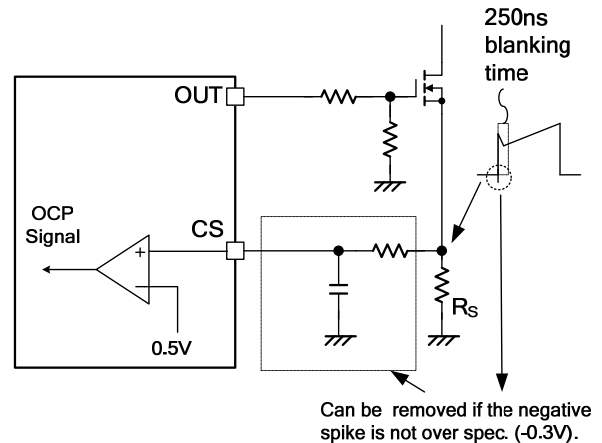 250ns
blanking
time
OUT
OCP
Signal
CS
+
0.5V
RS
Can be removed if the negative
spike is not over spec. (-0.3V).